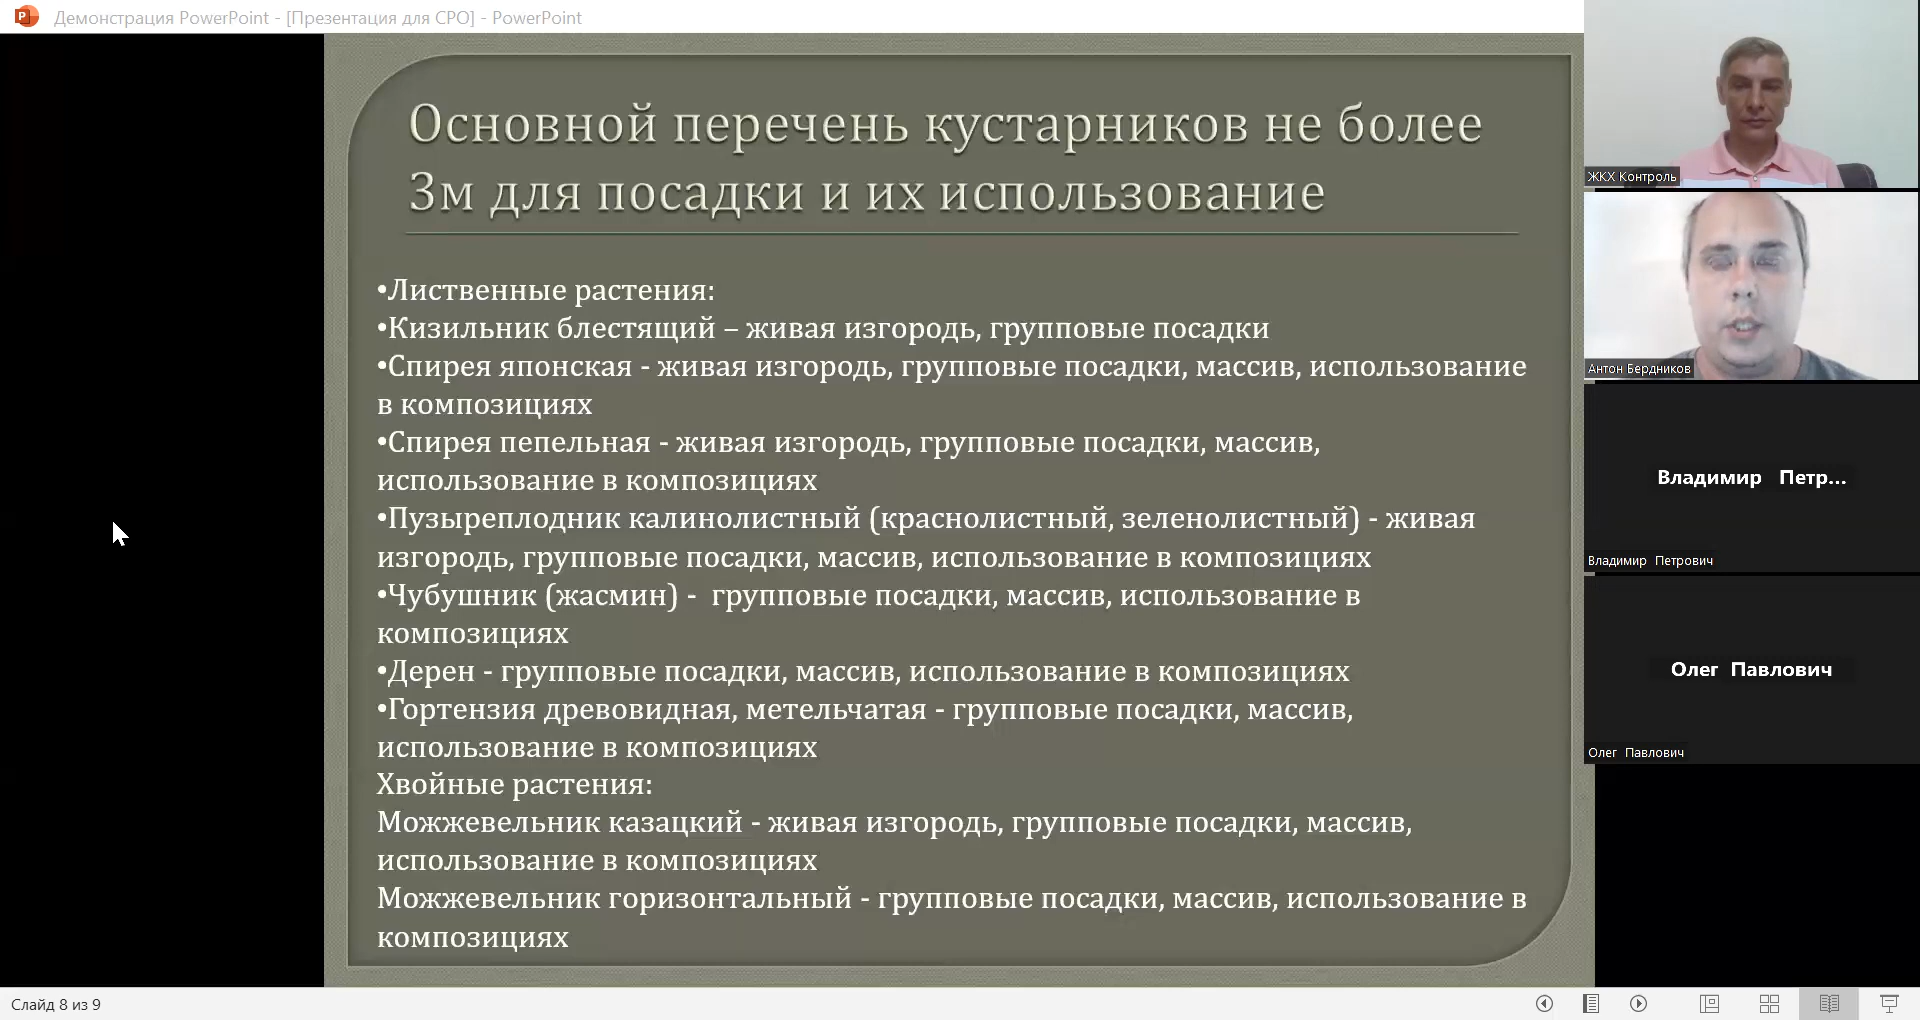 Демонстрация PowerPoint - [Презентация для СРО] - PowerPoint
Основной перечень кустарников не более
3м для посадки и их использование
•Лиственные растения:
•Кизильник блестящий – живая изгородь, групповые посадки
•Спирея японская - живая изгородь, групповые посадки, массив, использование
в композициях
•Спирея пепельная - живая изгородь, групповые посадки, массив,
использование в композициях
•Пузыреплодник калинолистный (краснолистный, зеленолистный) - живая
изгородь, групповые посадки, массив, использование в композициях
•Чубушник (жасмин) -  групповые посадки, массив, использование в
композициях
•Дерен - групповые посадки, массив, использование в композициях
•Гортензия древовидная, метельчатая - групповые посадки, массив,
использование в композициях
Хвойные растения:
Можжевельник казацкий - живая изгородь, групповые посадки, массив,
использование в композициях
Можжевельник горизонтальный - групповые посадки, массив, использование в
композициях
ЖКХ Контроль
Антон Бердников
Владимир Петр...
Владимир Петрович
Олег Павлович
Олег Павлович
Слайд 8 из 9